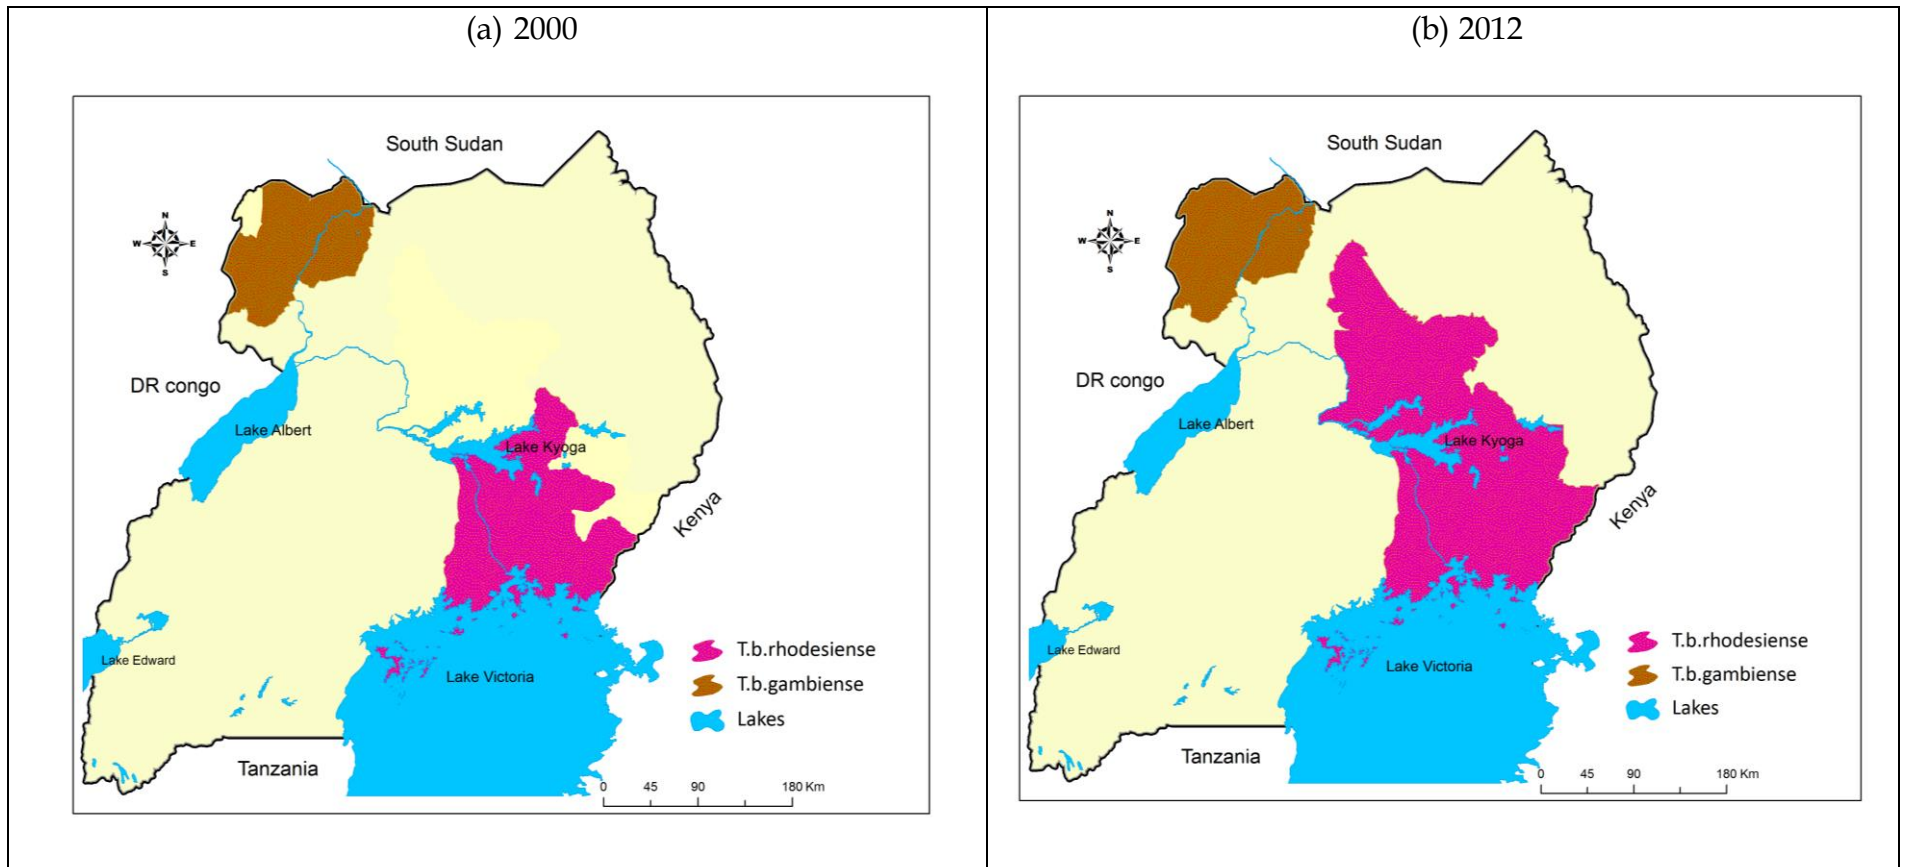 (a) 2000
South Sudan
N
W E
S
DR congo
Lake Albert
Lake Kyoga
Kenya
Lake Edward
Lake Victoria
T.b.rhodesiense
T.b.gambiense
Lakes
Tanzania
0 45 90 180 Km
(b) 2012
South Sudan
N
W E
S
DR congo
Lake Albert
Lake Kyoga
Kenya
Lake Edward
Lake Victoria
T.b.rhodesiense
T.b.gambiense
Lakes
Tanzania
0 45 90 180 Km